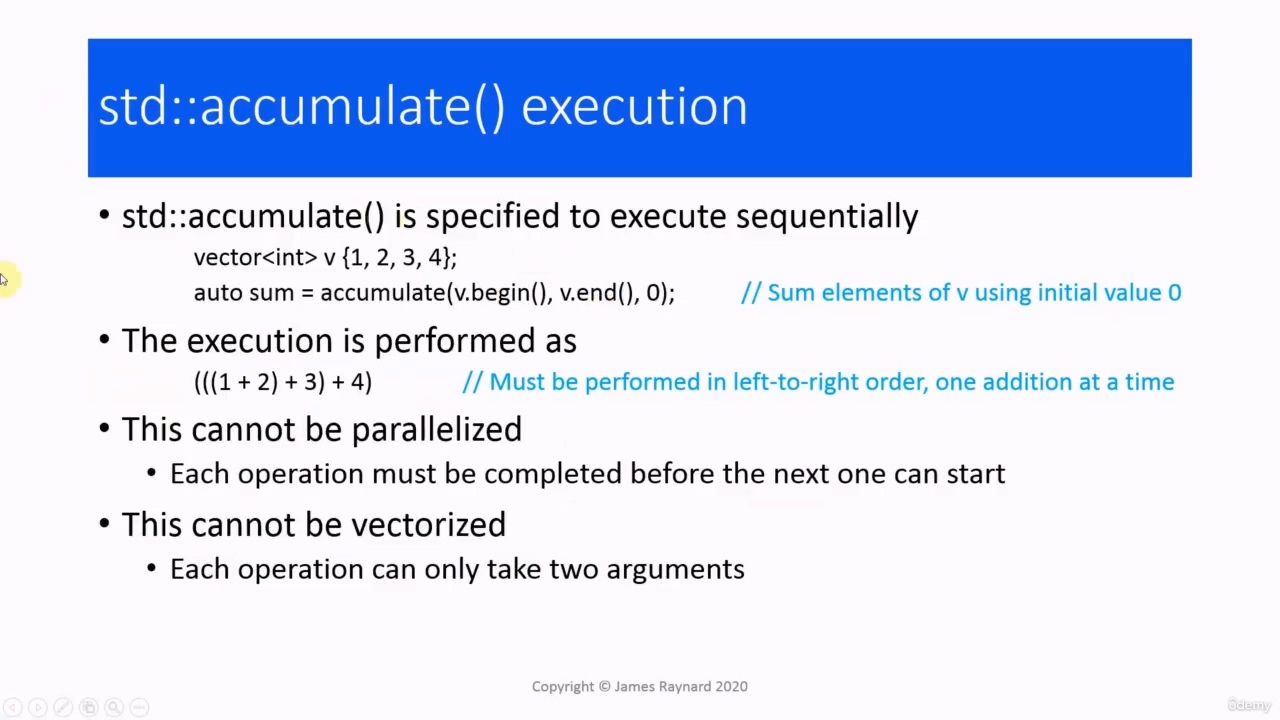 std::accumulate() execution
• std::accumulate() is specified to execute sequentially
vector<int> v {1, 2, 3, 4};
auto sum = accumulate(v.begin(), v.end(), 0); // Sum elements of v using initial value 0
• The execution is performed as
(((1 + 2) + 3) + 4) // Must be performed in left-to-right order, one addition at a time
• This cannot be parallelized
• Each operation must be completed before the next one can start
• This cannot be vectorized
• Each operation can only take two arguments
Copyright © James Raynard 2020
ûdemy